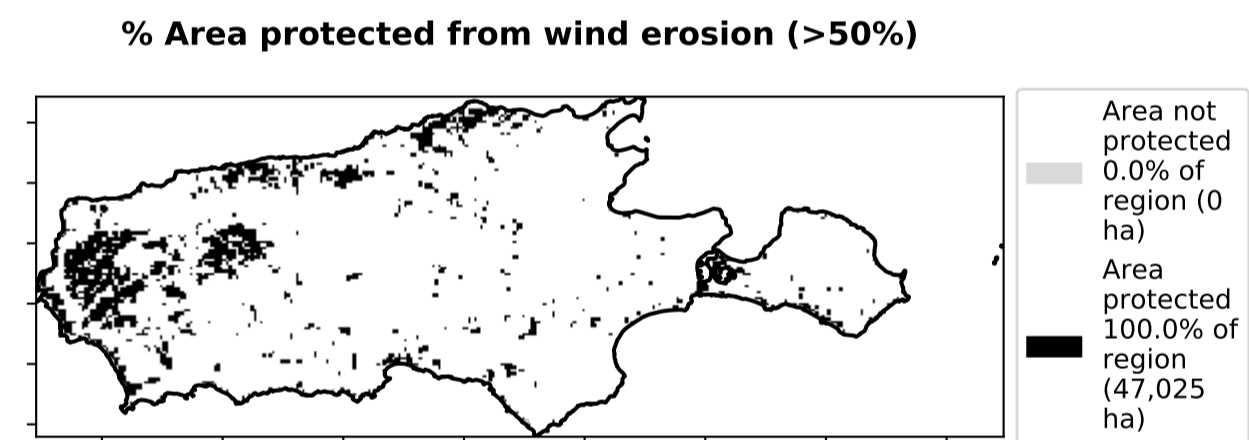 % Area protected from wind erosion (>50%)
Area not
protected
0.0% of
region (0
ha)
Area
protected
100.0% of
region
(47,025
ha)